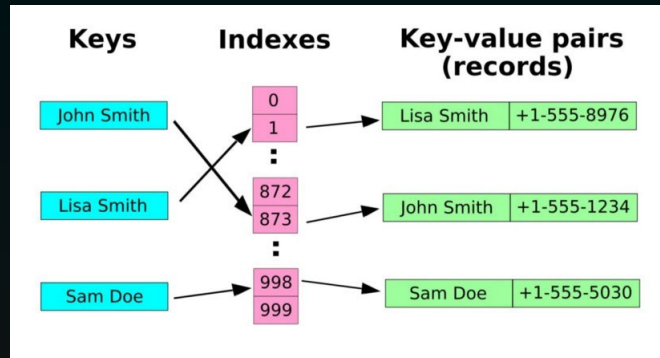 Keys
Indexes
Key-value pairs
(records)
John Smith
Lisa Smith
Sam Doe
0
1
:
872
873
:
998
999
Lisa Smith +1-555-8976
John Smith +1-555-1234
Sam Doe +1-555-5030